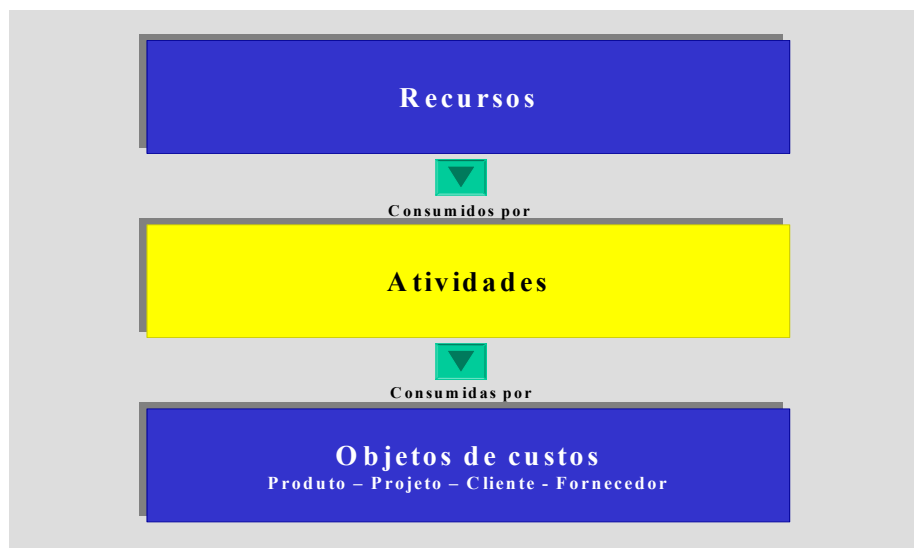 Recursos
Consumidos por
Atividades
Consumidas por
Objetos de custos
Produto – Projeto – Cliente - Fornecedor